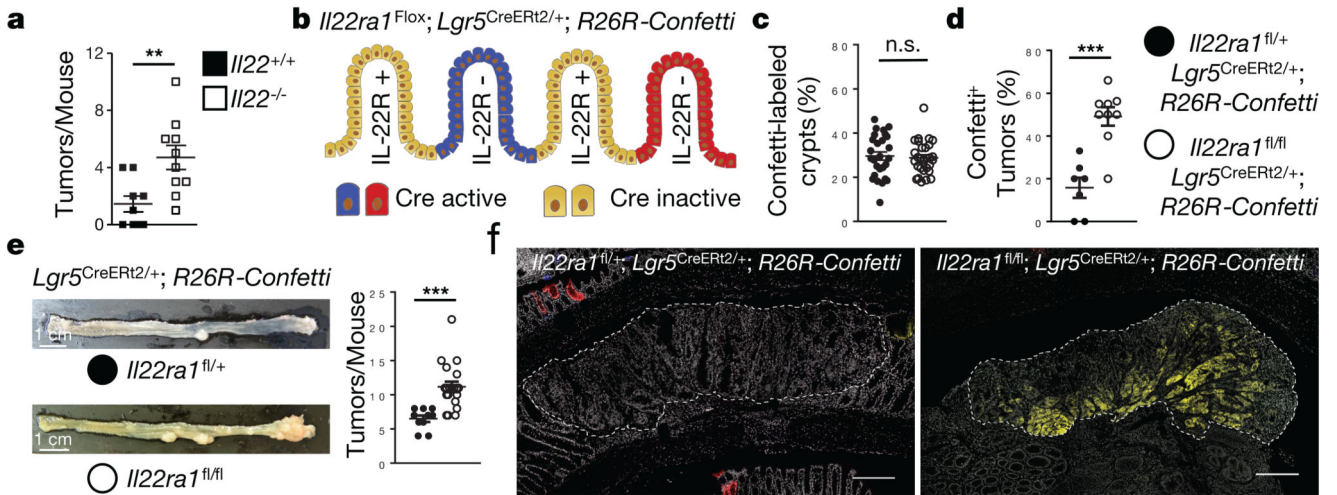 a
Tumors/Mouse
12
8
4
0
**
Il22+/+
Il22-/-
b
Il22ra1Flox; Lgr5CreERt2/+; R26R-Confetti
IL-22R +
IL-22R -
IL-22R +
IL-22R -
Cre active
Cre inactive
c
Confetti-labeled
crypts (%)
80
60
40
20
0
n.s.
d
Confetti+
Tumors (%)
80
60
40
20
0
***
Il22ra1fl/+
Lgr5CreERt2/+;
R26R-Confetti
Il22ra1fl/fl
Lgr5CreERt2/+;
R26R-Confetti
e
Lgr5CreERt2/+; R26R-Confetti
1 cm
Il22ra1fl/+
1 cm
Il22ra1fl/fl
Tumors/Mouse
25
20
15
10
5
0
***
f
Il22ra1fl/+; Lgr5CreERt2/+; R26R-Confetti
Il22ra1fl/fl; Lgr5CreERt2/+; R26R-Confetti